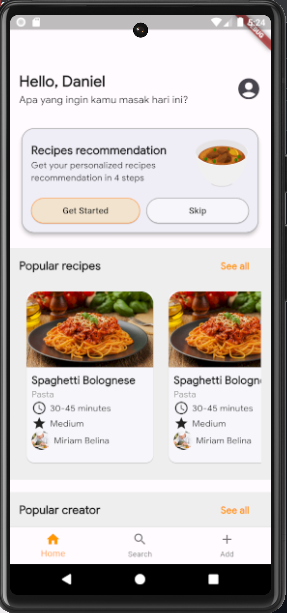 5:24
Hello, Daniel
Apa yang ingin kamu masak hari ini?
Recipes recommendation
Get your personalized recipes
recommendation in 4 steps
Get Started Skip
Popular recipes See all
Spaghetti Bolognese Spaghetti Bologn
Pasta Pasta
30-45 minutes 30-45 minutes
Medium Medium
Miriam Belina Miriam Belina
Popular creator See all
Home Search Add